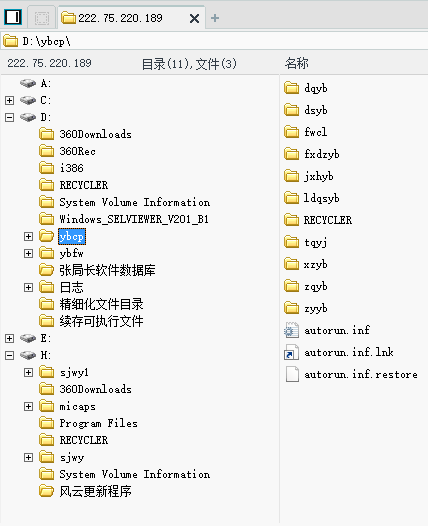 222.75.220.189
D:\ybcp\
222.75.220.189 目录(11),文件(3) 名称
A:
C:
D:
360Downloads
360Rec
i386
RECYCLER
System Volume Information
Windows_SELVIEWER_V201_B1
ybcp
ybfw
张局长软件数据库
日志
精细化文件目录
续存可执行文件
E:
H:
sjwy1
360Downloads
micaps
Program Files
RECYCLER
sjwy
System Volume Information
风云更新程序
dqyb
dsyb
fwcl
fxdzyb
jxhyb
ldqsyb
RECYCLER
tqyj
xzyb
zqyb
zyyb
autorun.inf
autorun.inf.lnk
autorun.inf.restore